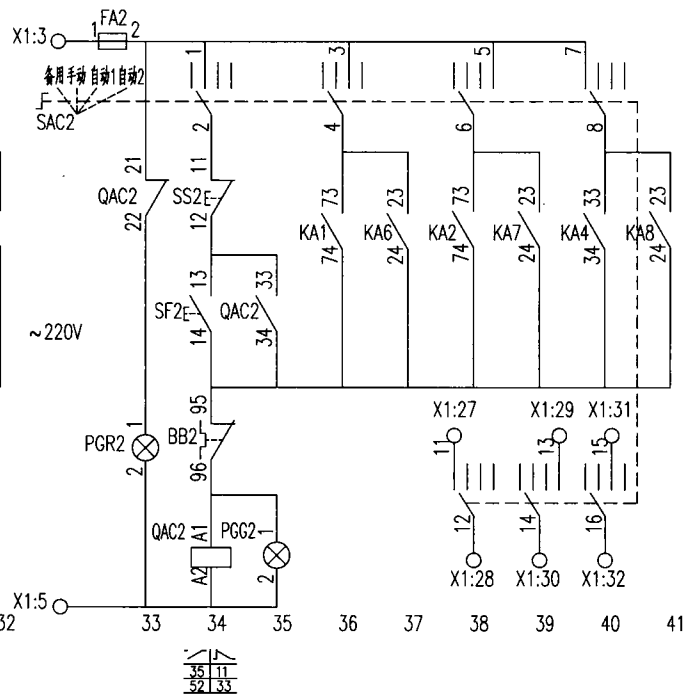 FA2
X1:3 1 2
1 3 5 7
备用 手动 自动1 自动2
SAC2
2 4 6 8
21 11
QAC2 SS2 E
22 12
73 23 73 23 33 23
KA1 KA6 KA2 KA7 KA4 KA8
74 24 74 24 34 24
13 33
SF2 E QAC2
14 34
~220V
95
X1:27 X1:29 X1:31
11 13 15
1
PGR2 BB2
2
96
12 14 16
A1 1
QAC2 PGG2
A2 2
X1:28 X1:30 X1:32
X1:5
32 33 34 35 36 37 38 39 40 41
35 11
52 33